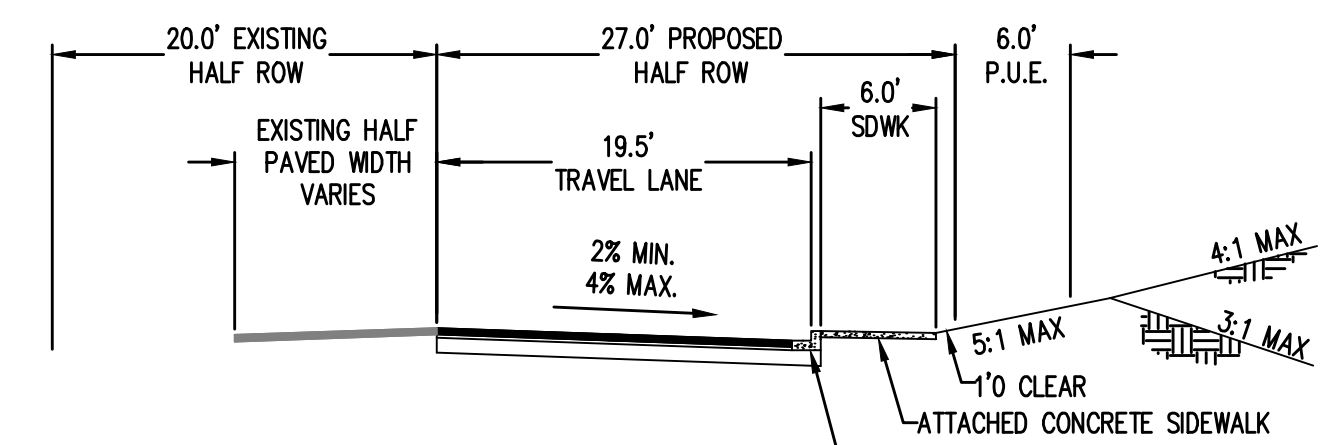 20.0' EXISTING
HALF ROW
27.0' PROPOSED
HALF ROW
6.0'
P.U.E.
6.0'
SDWK
EXISTING HALF
PAVED WIDTH
VARIES
19.5'
TRAVEL LANE
2% MIN.
4% MAX.
4:1 MAX
5:1 MAX
3:1 MAX
1'0 CLEAR
ATTACHED CONCRETE SIDEWALK